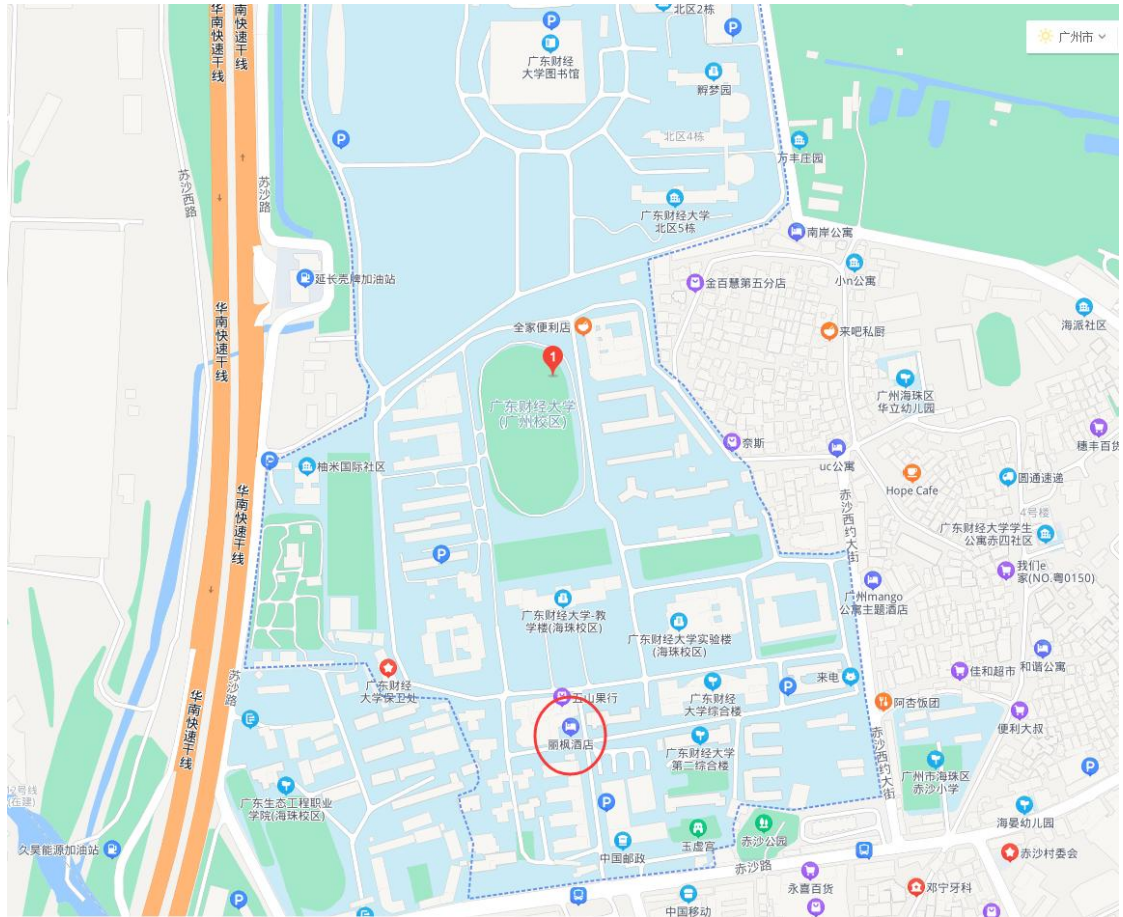 华南快速干线
南快速干线
北区2栋
广州市
广东财经
大学图书馆
孵梦园
北区4栋
万丰庄园
苏沙西路
苏沙路
广东财经大学
北区5栋
南岸公寓
延长壳牌加油站
金百慧第五分店
小n公寓
海派社区
华南快速干线
华南快速干线
全家便利店
来吧私厨
1
广东财经大学
(广州校区)
广州海珠区
华立幼儿园
奈斯
穗丰百货
柚米国际社区
uc公寓
Hope Cafe
圆通速递
华南快速干线
赤沙西约大街
4号楼
广东财经大学学生
公寓赤四社区
我们e
家(NO.粤0150)
广州mango
公寓主题酒店
广东财经大学-教
学楼(海珠校区)
广东财经大学实验楼
(海珠校区)
苏沙路
广东财经
大学保卫处
五山果行
广东财经
大学综合楼
来电
佳和超市
和谐公寓
阿杏饭团
华南快速干线
丽枫酒店
便利大叔
广东财经大学
第二综合楼
赤沙西约大街
广州市海珠区
赤沙小学
12号线
(在建)
广东生态工程职业
学院(海珠校区)
海晏幼儿园
久昊能源加油站
中国邮政
玉虚宫
赤沙公园
赤沙路
赤沙村委会
永喜百货
邓宁牙科
中国移动